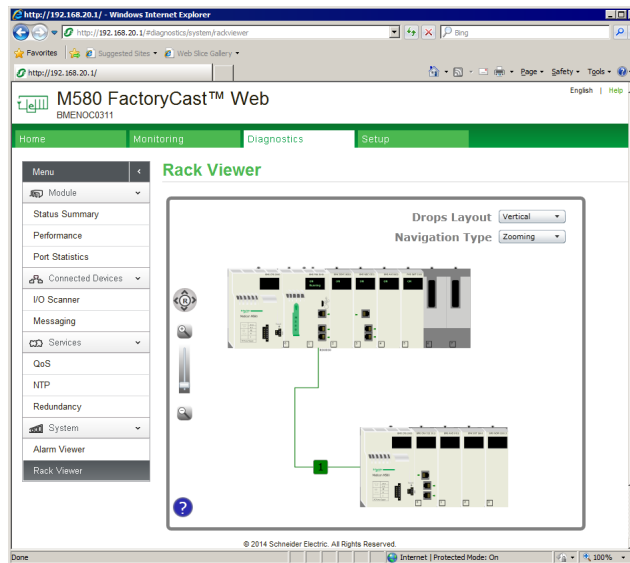 http://192.168.20.1/ - Windows Internet Explorer
http://192.168.20.1/#diagnostics/system/rackviewer
Bing
Favorites
Suggested Sites
Web Slice Gallery
http://192.168.20.1/
Page
Safety
Tools
English | Help
M580 FactoryCast™ Web
BMENOC0311
Home
Monitoring
Diagnostics
Setup
Menu
Rack Viewer
Module
Status Summary
Performance
Port Statistics
Connected Devices
I/O Scanner
Messaging
Services
QoS
NTP
Redundancy
System
Alarm Viewer
Rack Viewer
Drops Layout
Vertical
Navigation Type
Zooming
R
1
?
© 2014 Schneider Electric. All Rights Reserved.
Done
Internet | Protected Mode: On
100%